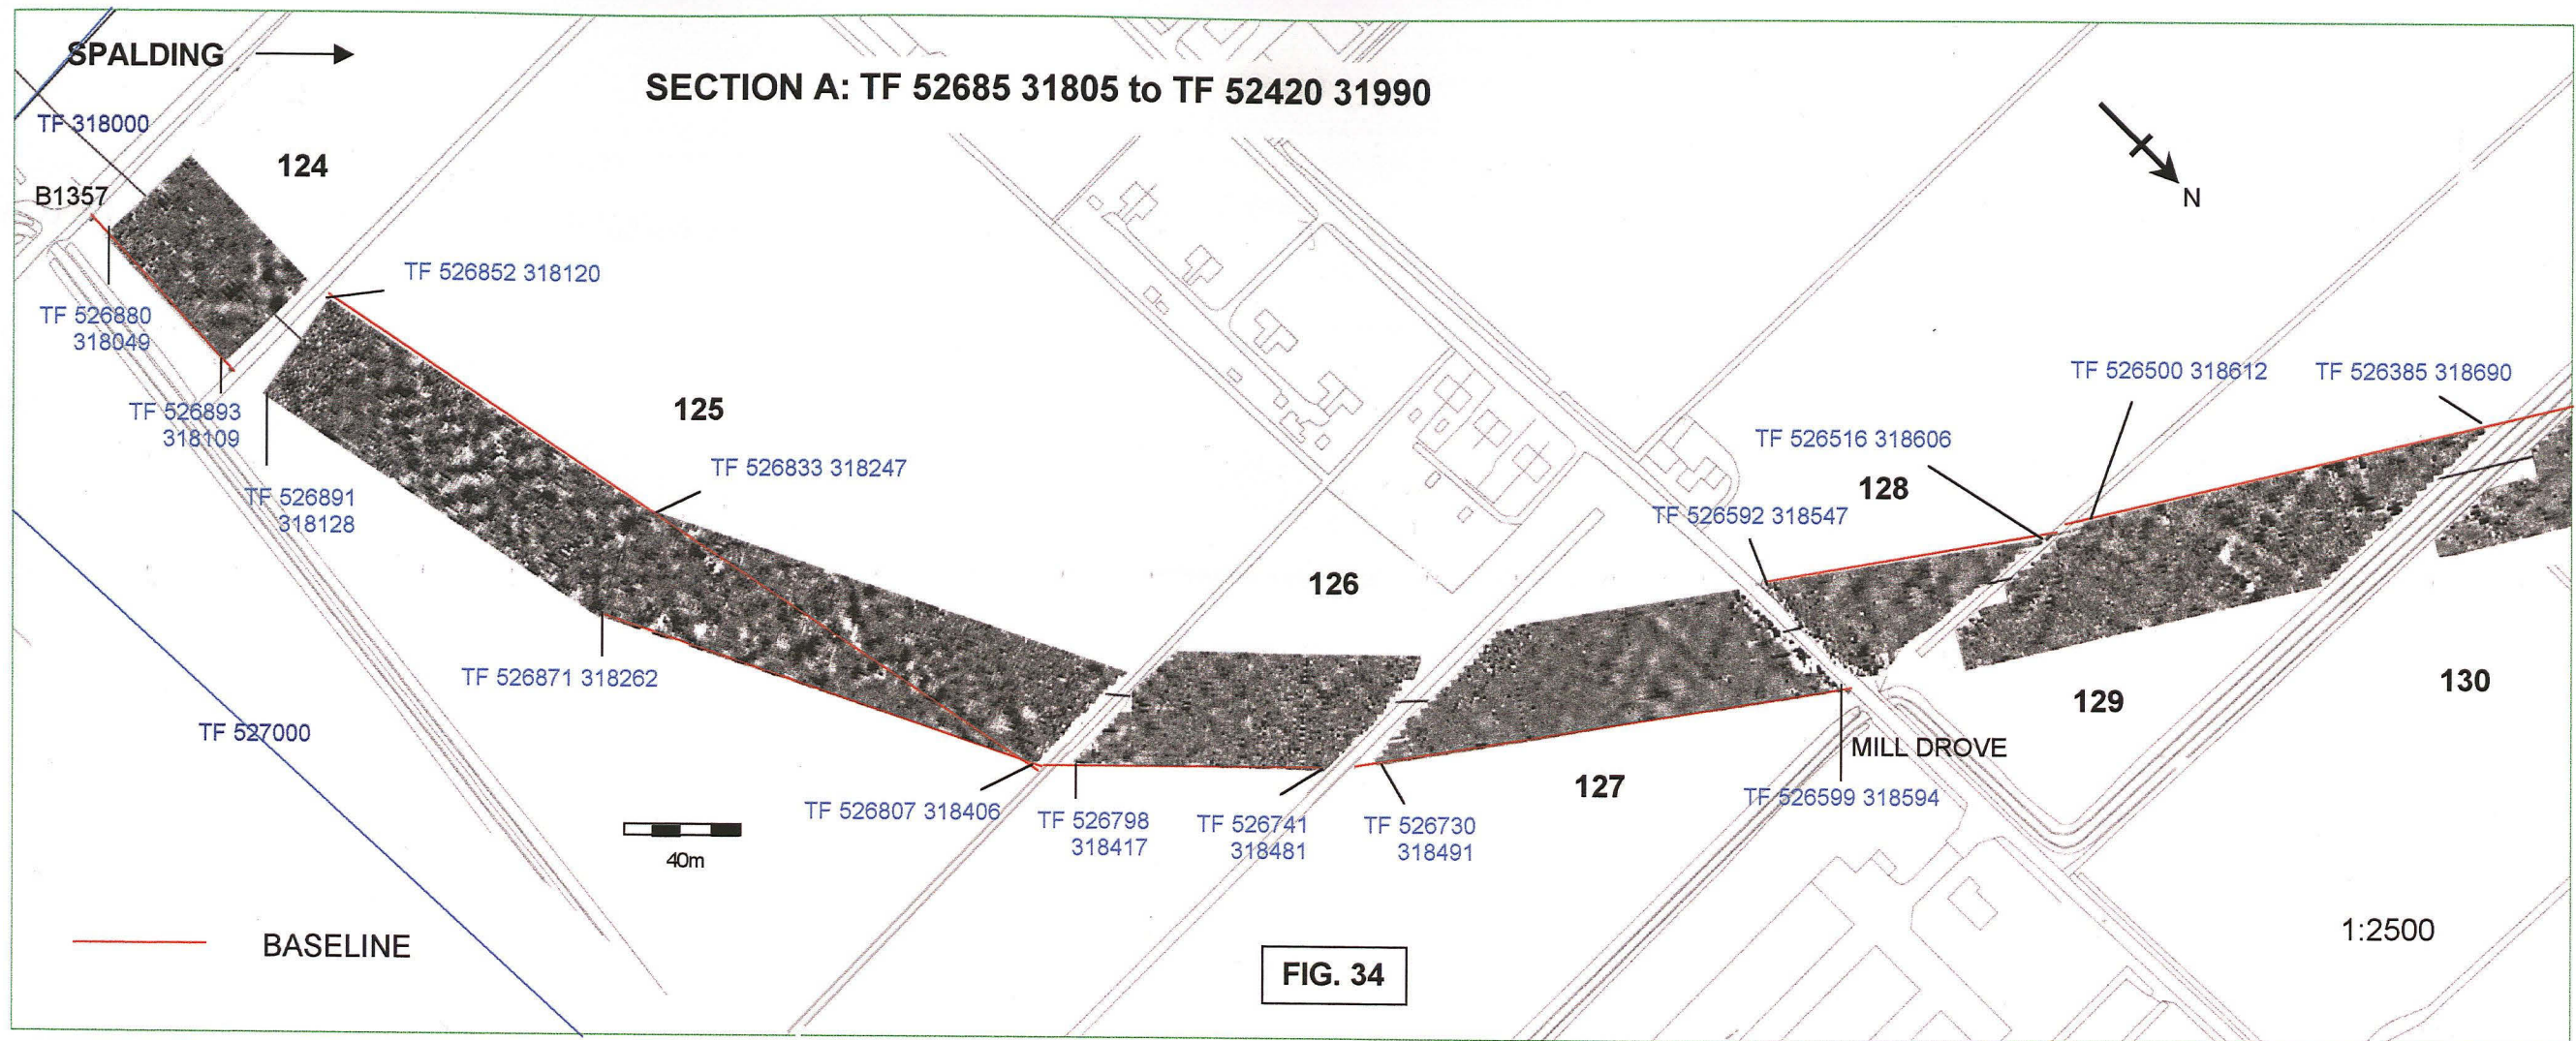 SPALDING
SECTION A: TF 52685 31805 to TF 52420 31990
TF 318000
124
B1357
N
TF 526852 318120
TF 526880
318049
TF 526893
318109
125
TF 526833 318247
TF 526891
318128
TF 526500 318612
TF 526385 318690
TF 526516 318606
128
TF 526592 318547
126
TF 526871 318262
130
129
TF 527000
MILL DROVE
127
TF 526599 318594
TF 526807 318406
TF 526798
318417
TF 526741
318481
TF 526730
318491
40m
BASELINE
1:2500
FIG. 34